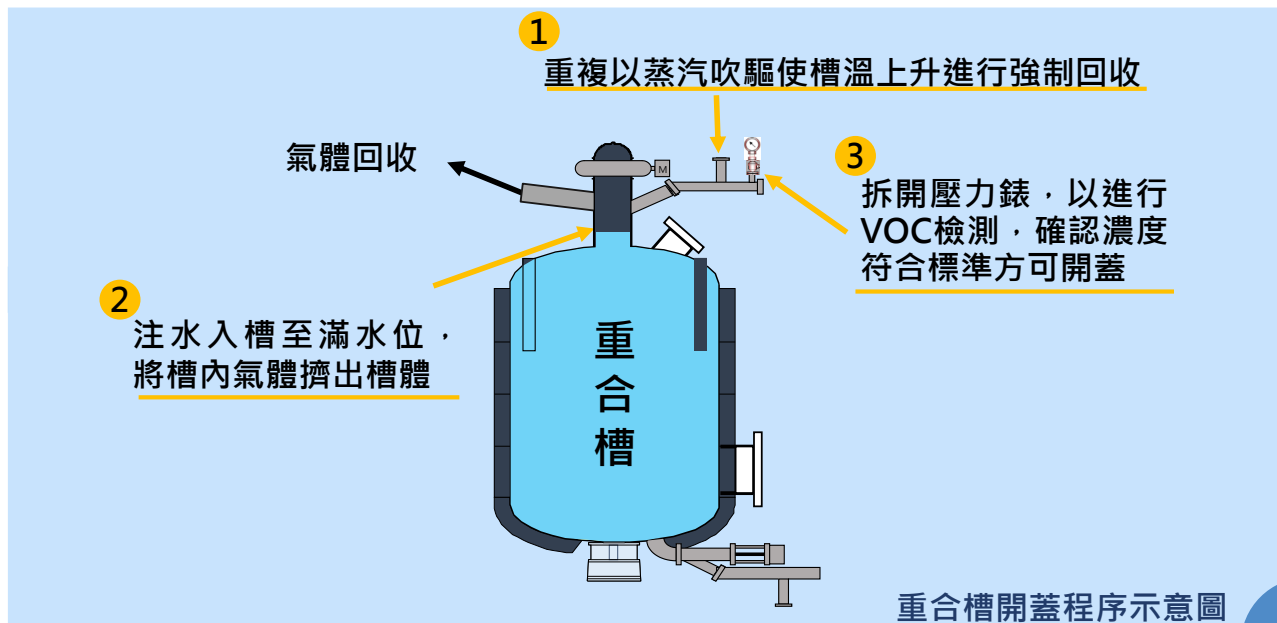 1
重複以蒸汽吹驅使槽溫上升進行強制回收
氣體回收
M
3
拆開壓力錶，以進行
VOC檢測，確認濃度
符合標準方可開蓋
2
注水入槽至滿水位，
將槽內氣體擠出槽體
重
合
槽
重合槽開蓋程序示意圖